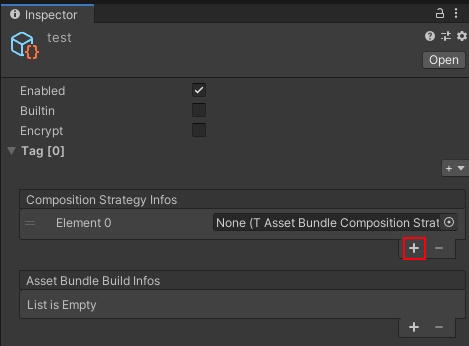 Inspector
test
Open
Enabled
Builtin
Encrypt
Tag [0]
Composition Strategy Infos
Element 0 None (T Asset Bundle Composition Strat
Asset Bundle Build Infos
List is Empty